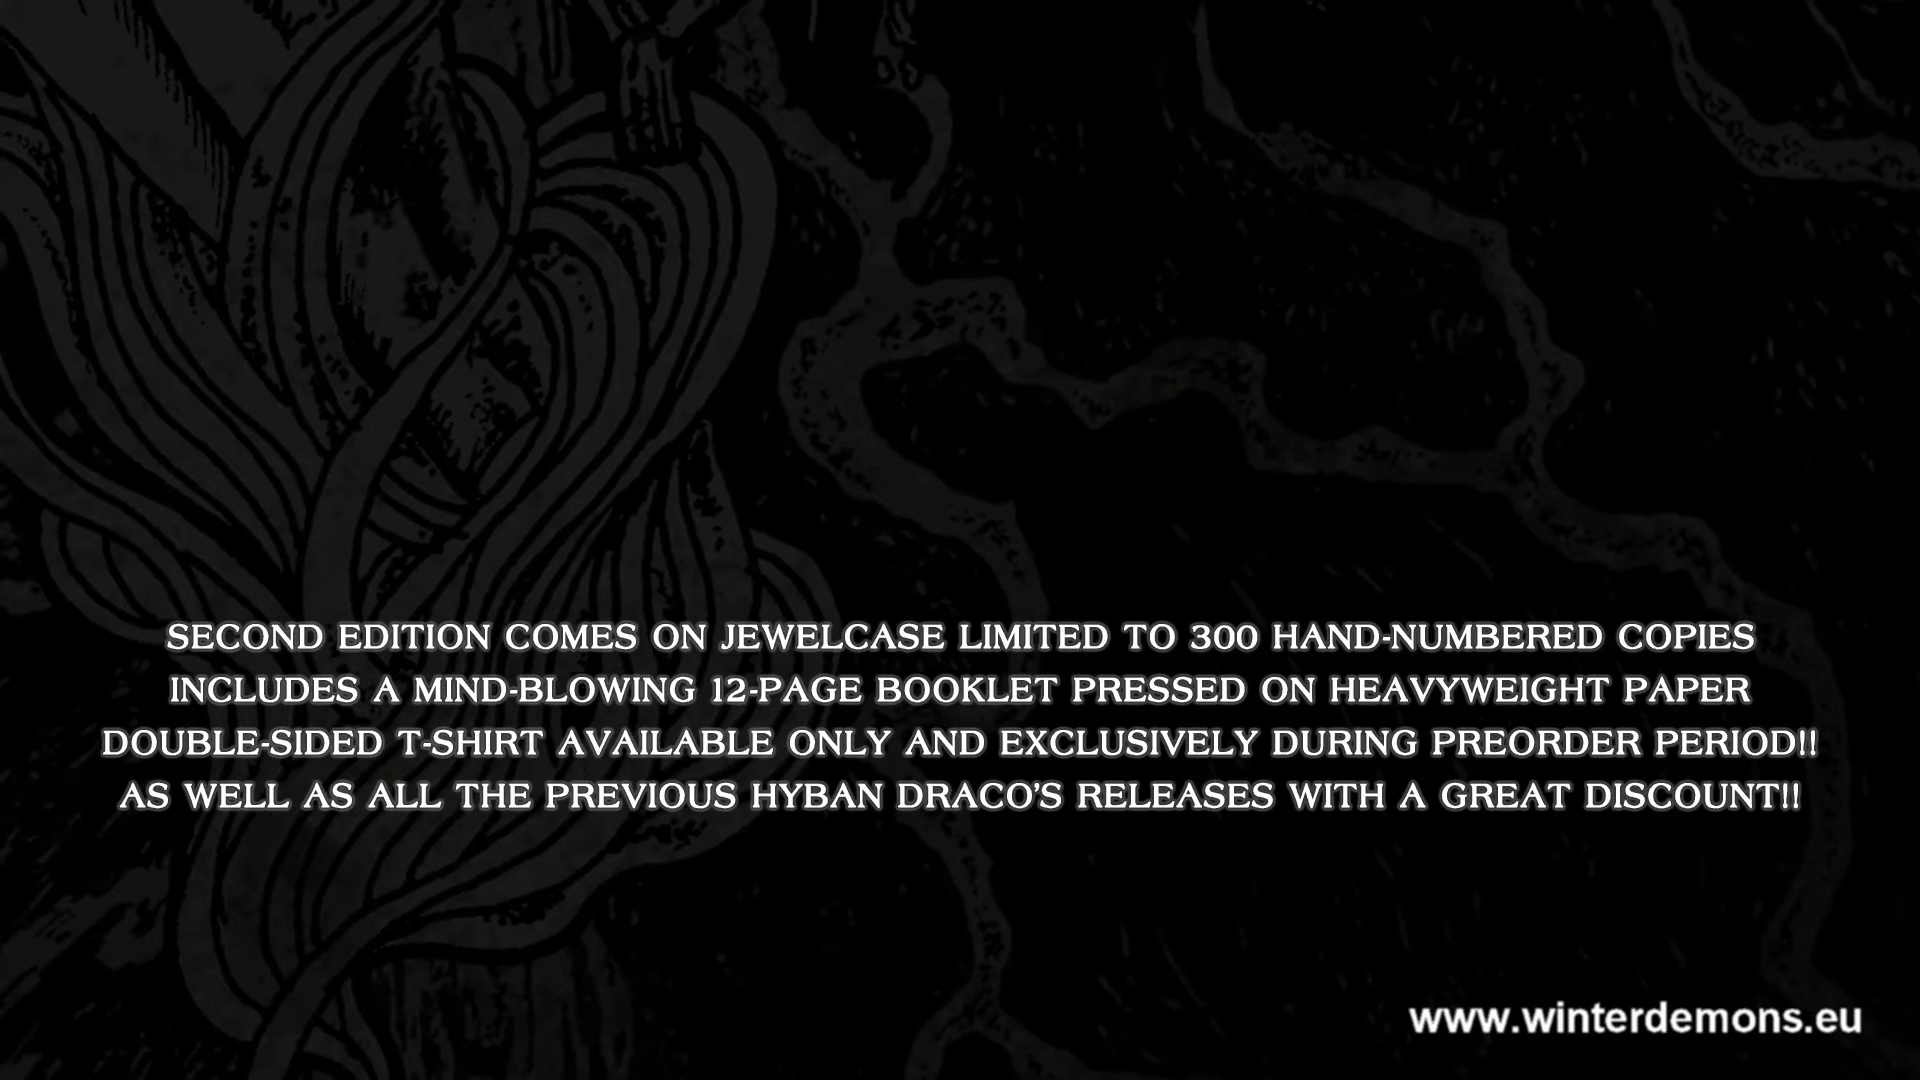 SECOND EDITION COMES ON JEWELCASE LIMITED TO 300 HAND-NUMBERED COPIES
INCLUDES A MIND-BLOWING 12-PAGE BOOKLET PRESSED ON HEAVYWEIGHT PAPER
DOUBLE-SIDED T-SHIRT AVAILABLE ONLY AND EXCLUSIVELY DURING PREORDER PERIOD!!
AS WELL AS ALL THE PREVIOUS HYBAN DRACO'S RELEASES WITH A GREAT DISCOUNT!!
www.winterdemons.eu